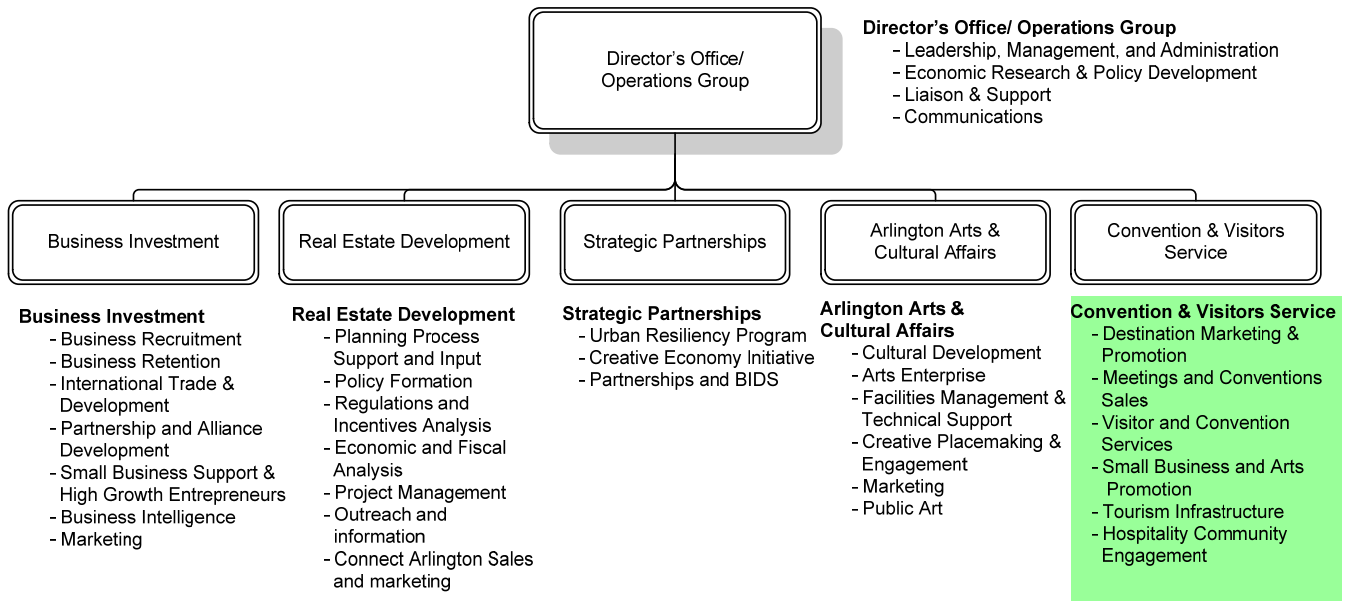 Director’s Office/
Operations Group
Director’s Office/ Operations Group
- Leadership, Management, and Administration
- Economic Research & Policy Development
- Liaison & Support
- Communications
Business Investment
Real Estate Development
Strategic Partnerships
Arlington Arts &
Cultural Affairs
Convention & Visitors
Service
Business Investment
- Business Recruitment
- Business Retention
- International Trade &
Development
- Partnership and Alliance
Development
- Small Business Support &
High Growth Entrepreneurs
- Business Intelligence
- Marketing
Real Estate Development
- Planning Process
Support and Input
- Policy Formation
- Regulations and
Incentives Analysis
- Economic and Fiscal
Analysis
- Project Management
- Outreach and
information
- Connect Arlington Sales
and marketing
Strategic Partnerships
- Urban Resiliency Program
- Creative Economy Initiative
- Partnerships and BIDS
Arlington Arts &
Cultural Affairs
- Cultural Development
- Arts Enterprise
- Facilities Management &
Technical Support
- Creative Placemaking &
Engagement
- Marketing
- Public Art
Convention & Visitors Service
- Destination Marketing &
Promotion
- Meetings and Conventions
Sales
- Visitor and Convention
Services
- Small Business and Arts
Promotion
- Tourism Infrastructure
- Hospitality Community
Engagement